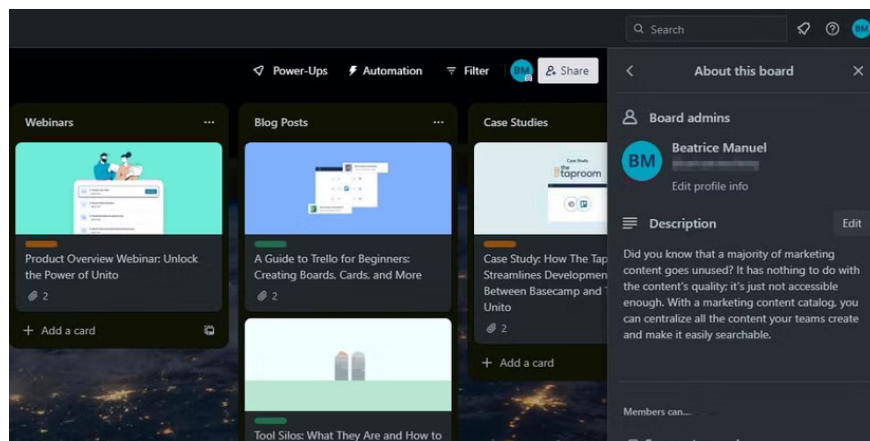 Search
BM
Power-Ups
Automation
Filter
BM
Share
About this board
Webinars
Blog Posts
Case Studies
Product Overview Webinar: Unlock
the Power of Unito
2
Add a card
A Guide to Trello for Beginners:
Creating Boards, Cards, and More
2
Tool Silos: What They Are and How to
Case Study
the
taproom
Case Study: How The Tap
Streamlines Developmen
Between Basecamp and T
Unito
2
Add a card
Board admins
BM
Beatrice Manuel
Edit profile info
Description
Edit
Did you know that a majority of marketing
content goes unused? It has nothing to do with
the content's quality; it's just not accessible
enough. With a marketing content catalog, you
can centralize all the content your teams create
and make it easily searchable.
Members can...